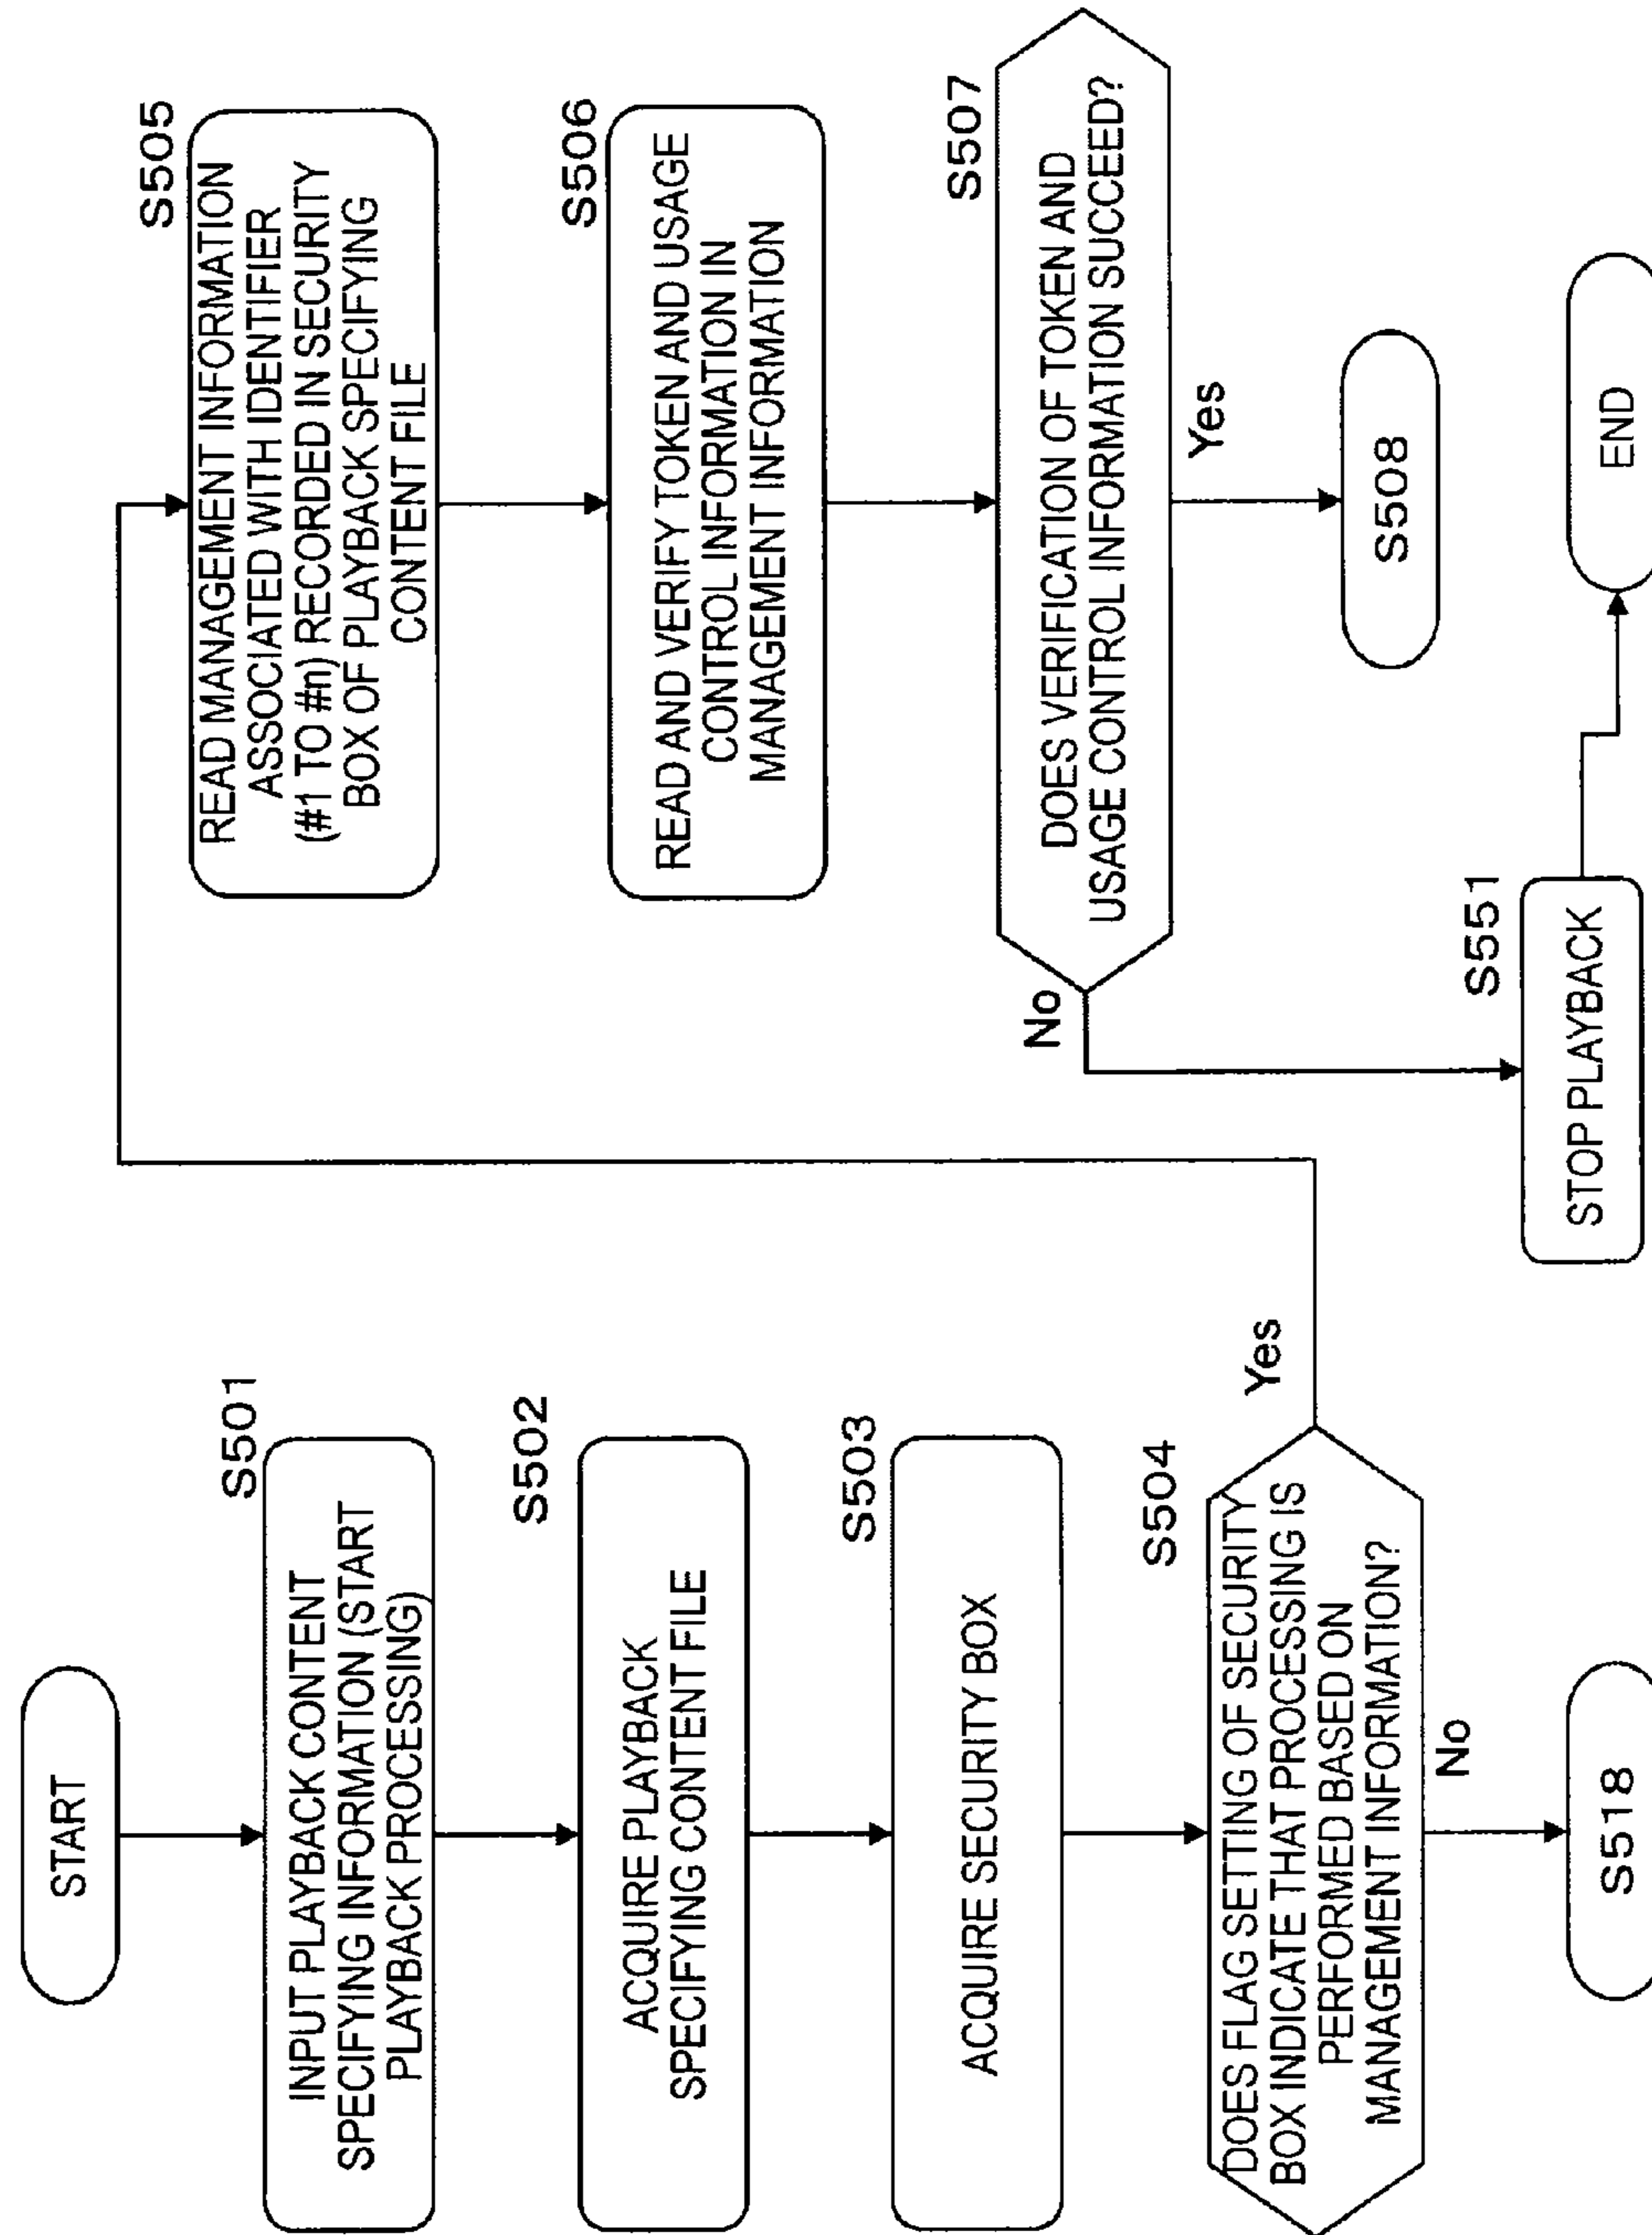 START
S501
INPUT PLAYBACK CONTENT
SPECIFYING INFORMATION (START
PLAYBACK PROCESSING)
S502
ACQUIRE PLAYBACK
SPECIFYING CONTENT FILE
S503
ACQUIRE SECURITY BOX
S504
DOES FLAG SETTING OF SECURITY
BOX INDICATE THAT PROCESSING IS
PERFORMED BASED ON
MANAGEMENT INFORMATION?
Yes
No
S518
S505
READ MANAGEMENT INFORMATION
ASSOCIATED WITH IDENTIFIER
(#1 TO #n) RECORDED IN SECURITY
BOX OF PLAYBACK SPECIFYING
CONTENT FILE
S506
READ AND VERIFY TOKEN AND USAGE
CONTROL INFORMATION IN
MANAGEMENT INFORMATION
S507
DOES VERIFICATION OF TOKEN AND
USAGE CONTROL INFORMATION SUCCEED?
No
Yes
S508
S551
STOP PLAYBACK
END